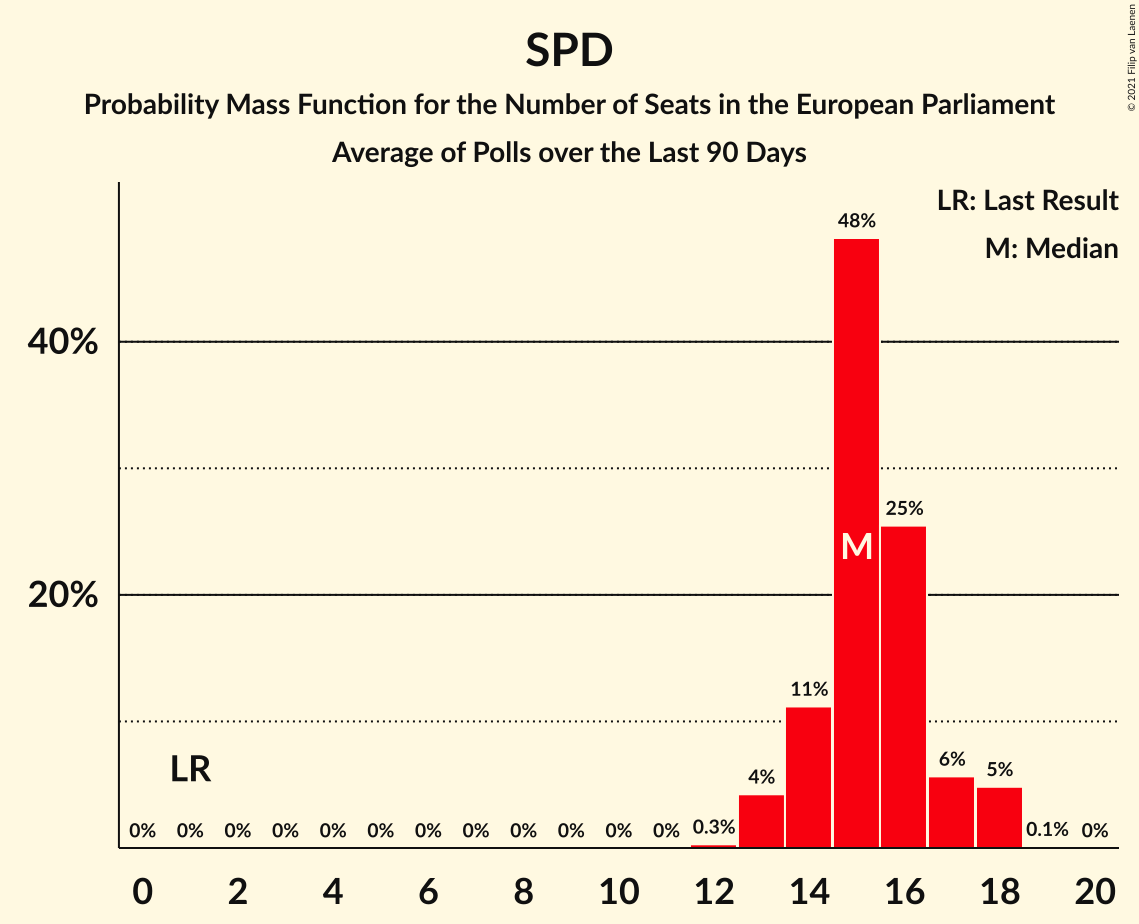 SPD
Probability Mass Function for the Number of Seats in the European Parliament
Average of Polls over the Last 90 Days
© 2021 Filip van Laenen
LR: Last Result
M: Median
48%
40%
25%
M
20%
11%
LR
4%
6%
5%
0% 0% 0% 0% 0% 0% 0% 0% 0% 0% 0% 0% 0.3% 0.1% 0%
0 2 4 6 8 10 12 14 16 18 20